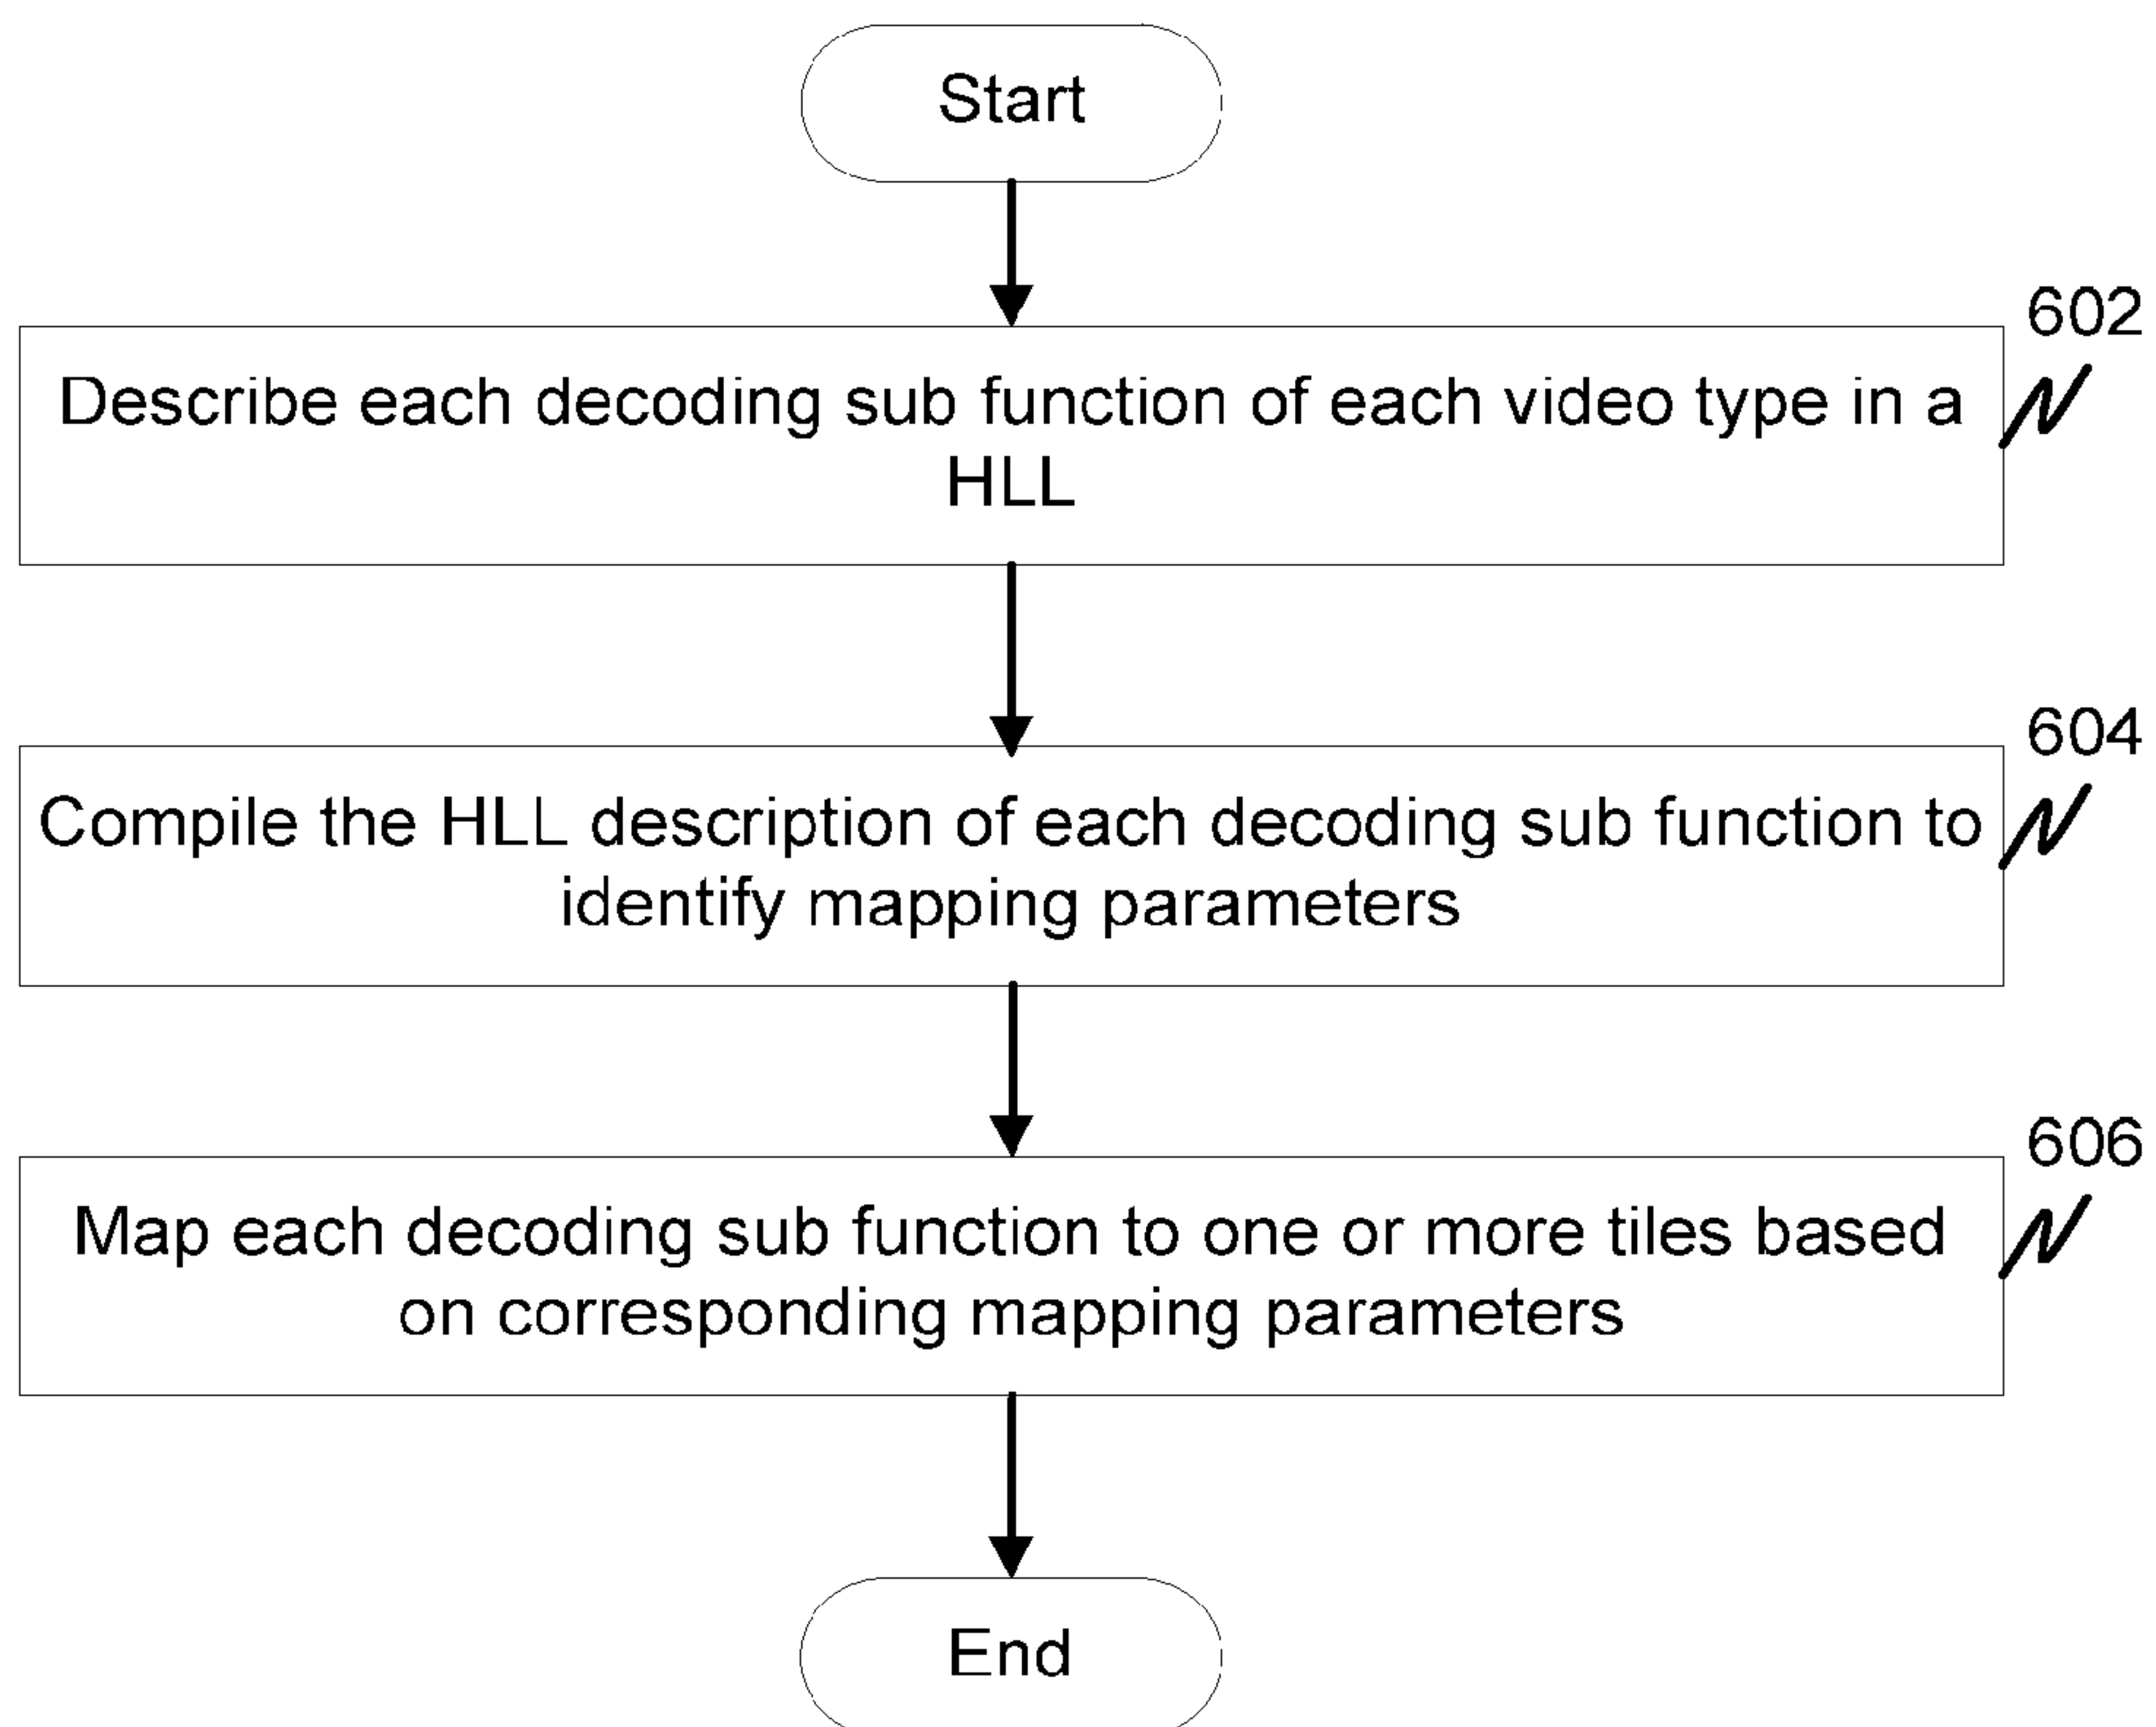 Start
602
Describe each decoding sub function of each video type in a
HLL
604
Compile the HLL description of each decoding sub function to
identify mapping parameters
606
Map each decoding sub function to one or more tiles based
on corresponding mapping parameters
End